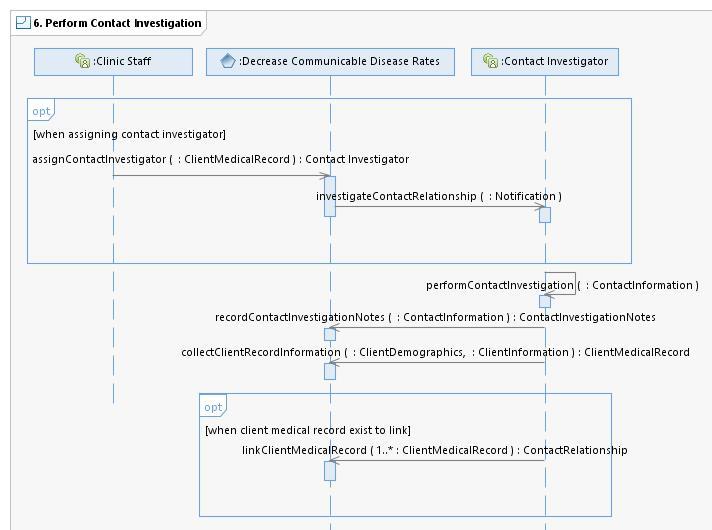 6. Perform Contact Investigation
:Clinic Staff
:Decrease Communicable Disease Rates
:Contact Investigator
opt
[when assigning contact investigator]
assignContactInvestigator ( : ClientMedicalRecord ) : Contact Investigator
investigateContactRelationship ( : Notification )
performContactInvestigation ( : ContactInformation )
recordContactInvestigationNotes ( : ContactInformation ) : ContactInvestigationNotes
collectClientRecordInformation ( : ClientDemographics, : ClientInformation ) : ClientMedicalRecord
opt
[when client medical record exist to link]
linkClientMedicalRecord ( 1..* : ClientMedicalRecord ) : ContactRelationship